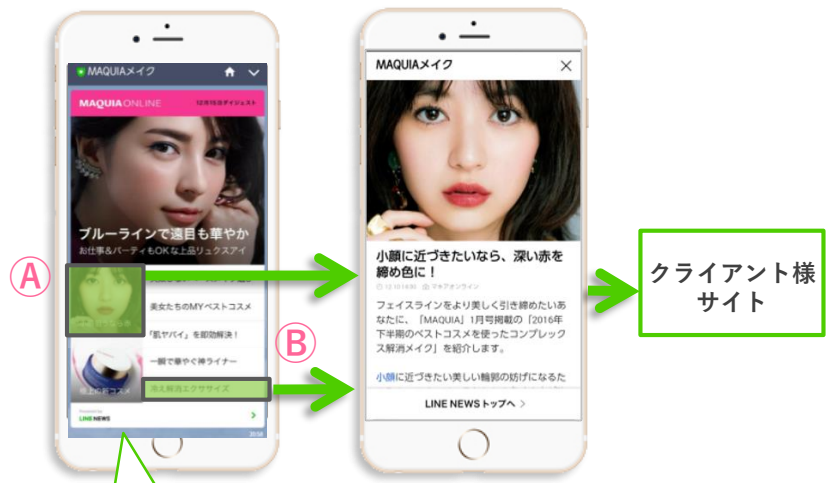 MAQUIAメイク
MAQUIA ONLINE
12月15日ダイジェスト
ブルーラインで遠目も華やか
お仕事&パーティもOKな上品リュクスアイ
美女たちのMYベストコスメ
「肌ヤバイ」を即効解決!
一瞬で華やぐ神ライナー
冷え解消エクササイズ
Powered by
LINE NEWS
20:58
Ⓐ
Ⓑ
MAQUIAメイク
小顔に近づきたいなら、深い赤を
締め色に!
マキアオンライン
フェイスラインをより美しく引き締めたいあ
なたに、「MAQUIA」1月号掲載の「2016年
下半期のベストコスメを使ったコンプレック
ス解消メイク」を紹介します。
小顔に近づきたい美しい輪郭の妨げになるた
LINE NEWSトップへ
クライアント様
サイト